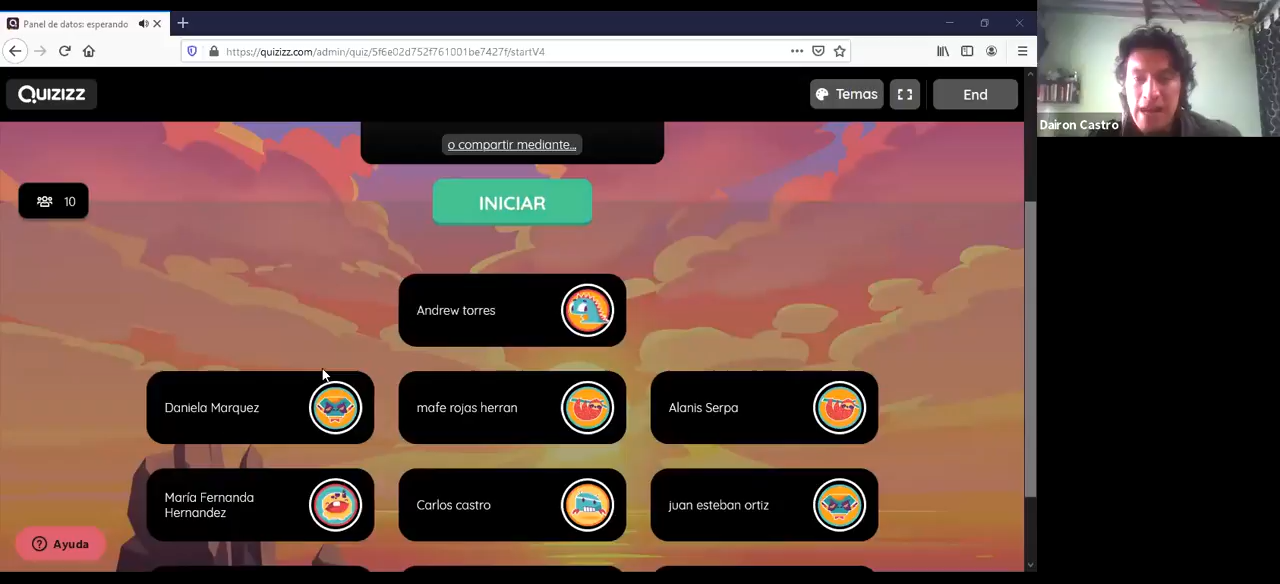 Panel de datos: esperando
https://quizizz.com/admin/quiz/5f6e02d752f761001be7427f/startV4
Quizizz
Temas
End
Dairon Castro
o compartir mediante...
10
INICIAR
Andrew torres
Daniela Marquez
mafe rojas herran
Alanis Serpa
María Fernanda
Hernandez
Carlos castro
juan esteban ortiz
Ayuda